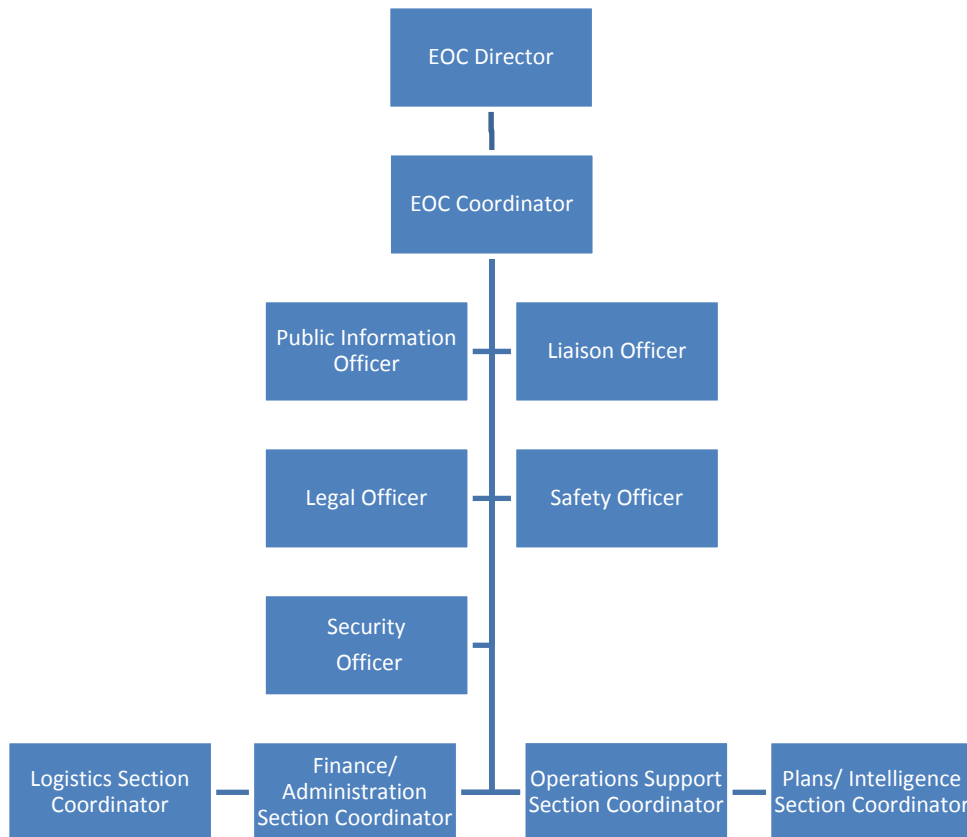 EOC Director
EOC Coordinator
Public Information
Officer
Liaison Officer
Legal Officer
Safety Officer
Security
Officer
Logistics Section
Coordinator
Finance/
Administration
Section Coordinator
Operations Support
Section Coordinator
Plans/ Intelligence
Section Coordinator